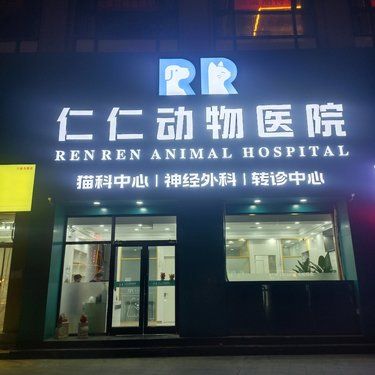 RR
仁仁动物医院
REN REN ANIMAL HOSPITAL
猫科中心 | 神经外科 | 转诊中心